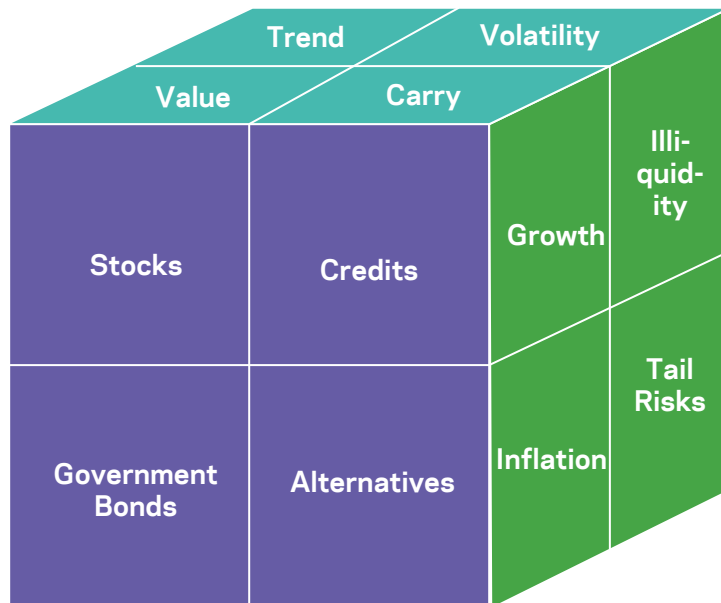 Trend
Volatility
Value
Carry
Stocks
Credits
Growth
Illi-
quid-
ity
Government
Bonds
Alternatives
Inflation
Tail
Risks